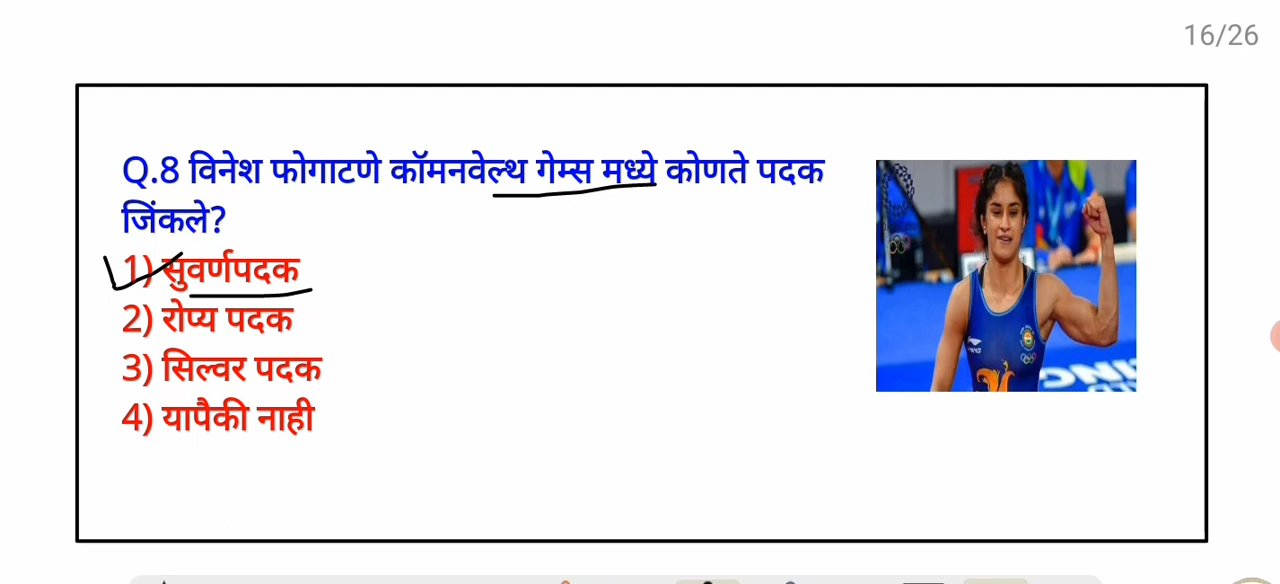 16/26
Q.8 विनेश फोगाटणे कॉमनवेल्थ गेम्स मध्ये कोणते पदक
जिंकले?
1) सुवर्णपदक
2) रोप्य पदक
3) सिल्वर पदक
4) यापैकी नाही